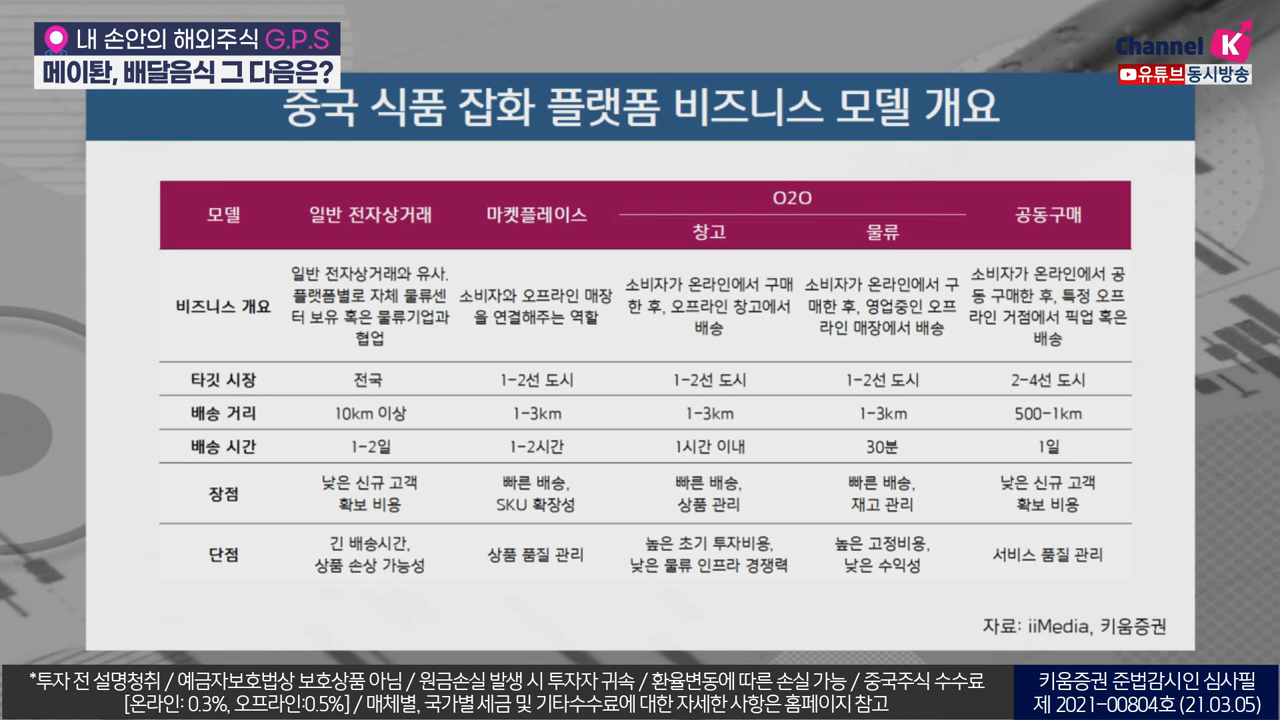 내 손안의 해외주식 G.P.S
메이퇀, 배달음식 그 다음은?
Channel K
유튜브동시방송
중국 식품 잡화 플랫폼 비즈니스 모델 개요
모델 일반 전자상거래 마켓플레이스 O2O 공동구매
창고 물류
비즈니스 개요
일반 전자상거래와 유사.
플랫폼별로 자체 물류센
터 보유 혹은 물류기업과
협업
소비자와 오프라인 매장
을 연결해주는 역할
소비자가 온라인에서 구매
한 후, 오프라인 창고에서
배송
소비자가 온라인에서 구
매한 후, 영업중인 오프
라인 매장에서 배송
소비자가 온라인에서 공
동 구매한 후, 특정 오프
라인 거점에서 픽업 혹은
배송
타깃 시장 전국 1-2선 도시 1-2선 도시 1-2선 도시 2-4선 도시
배송 거리 10km 이상 1-3km 1-3km 1-3km 500-1km
배송 시간 1-2일 1-2시간 1시간 이내 30분 1일
장점
낮은 신규 고객
확보 비용
빠른 배송,
SKU 확장성
빠른 배송,
상품 관리
빠른 배송,
재고 관리
낮은 신규 고객
확보 비용
단점
긴 배송시간,
상품 손상 가능성
상품 품질 관리
높은 초기 투자비용,
낮은 물류 인프라 경쟁력
높은 고정비용,
낮은 수익성
서비스 품질 관리
자료: iiMedia, 키움증권
*투자 전 설명청취 / 예금자보호법상 보호상품 아님 / 원금손실 발생 시 투자자 귀속 / 환율변동에 따른 손실 가능 / 중국주식 수수료
[온라인: 0.3%, 오프라인:0.5%] / 매체별, 국가별 세금 및 기타수수료에 대한 자세한 사항은 홈페이지 참고
키움증권 준법감시인 심사필
제 2021-00804호 (21.03.05)